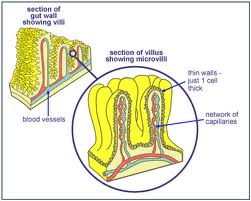 section of
gut wall
showing villi
section of villus
showing microvilli
thin walls -
just 1 cell
thick
network of
capillaries
blood vessels